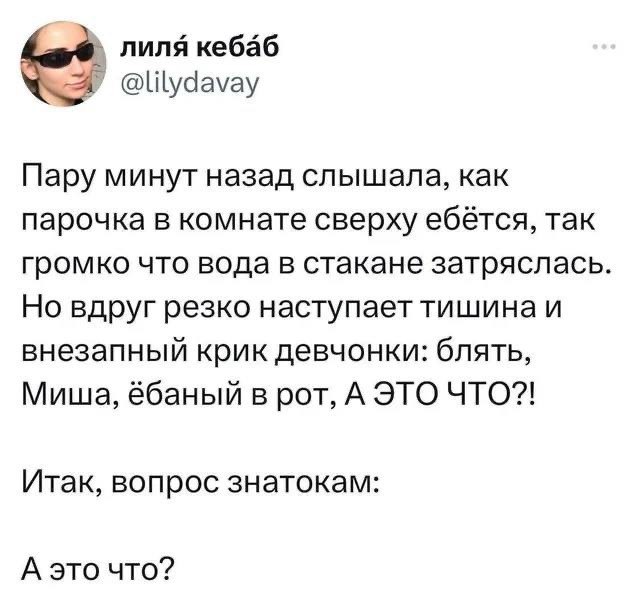 лиля́ кеба́б
@lilydavay
Пару минут назад слышала, как
парочка в комнате сверху ебётся, так
громко что вода в стакане затряслась.
Но вдруг резко наступает тишина и
внезапный крик девчонки: блять,
Миша, ёбаный в рот, А ЭТО ЧТО?!
Итак, вопрос знатокам:
А это что?